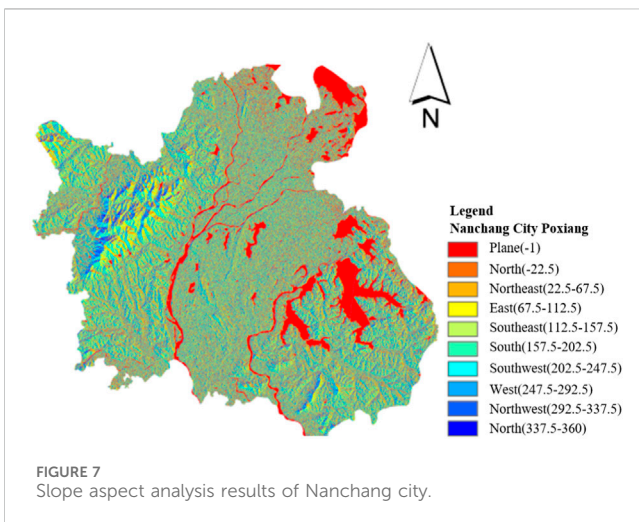 N
Legend
Nanchang City Poxiang
Plane(-1)
North(-22.5)
Northeast(22.5-67.5)
East(67.5-112.5)
Southeast(112.5-157.5)
South(157.5-202.5)
Southwest(202.5-247.5)
West(247.5-292.5)
Northwest(292.5-337.5)
North(337.5-360)
FIGURE 7
Slope aspect analysis results of Nanchang city.